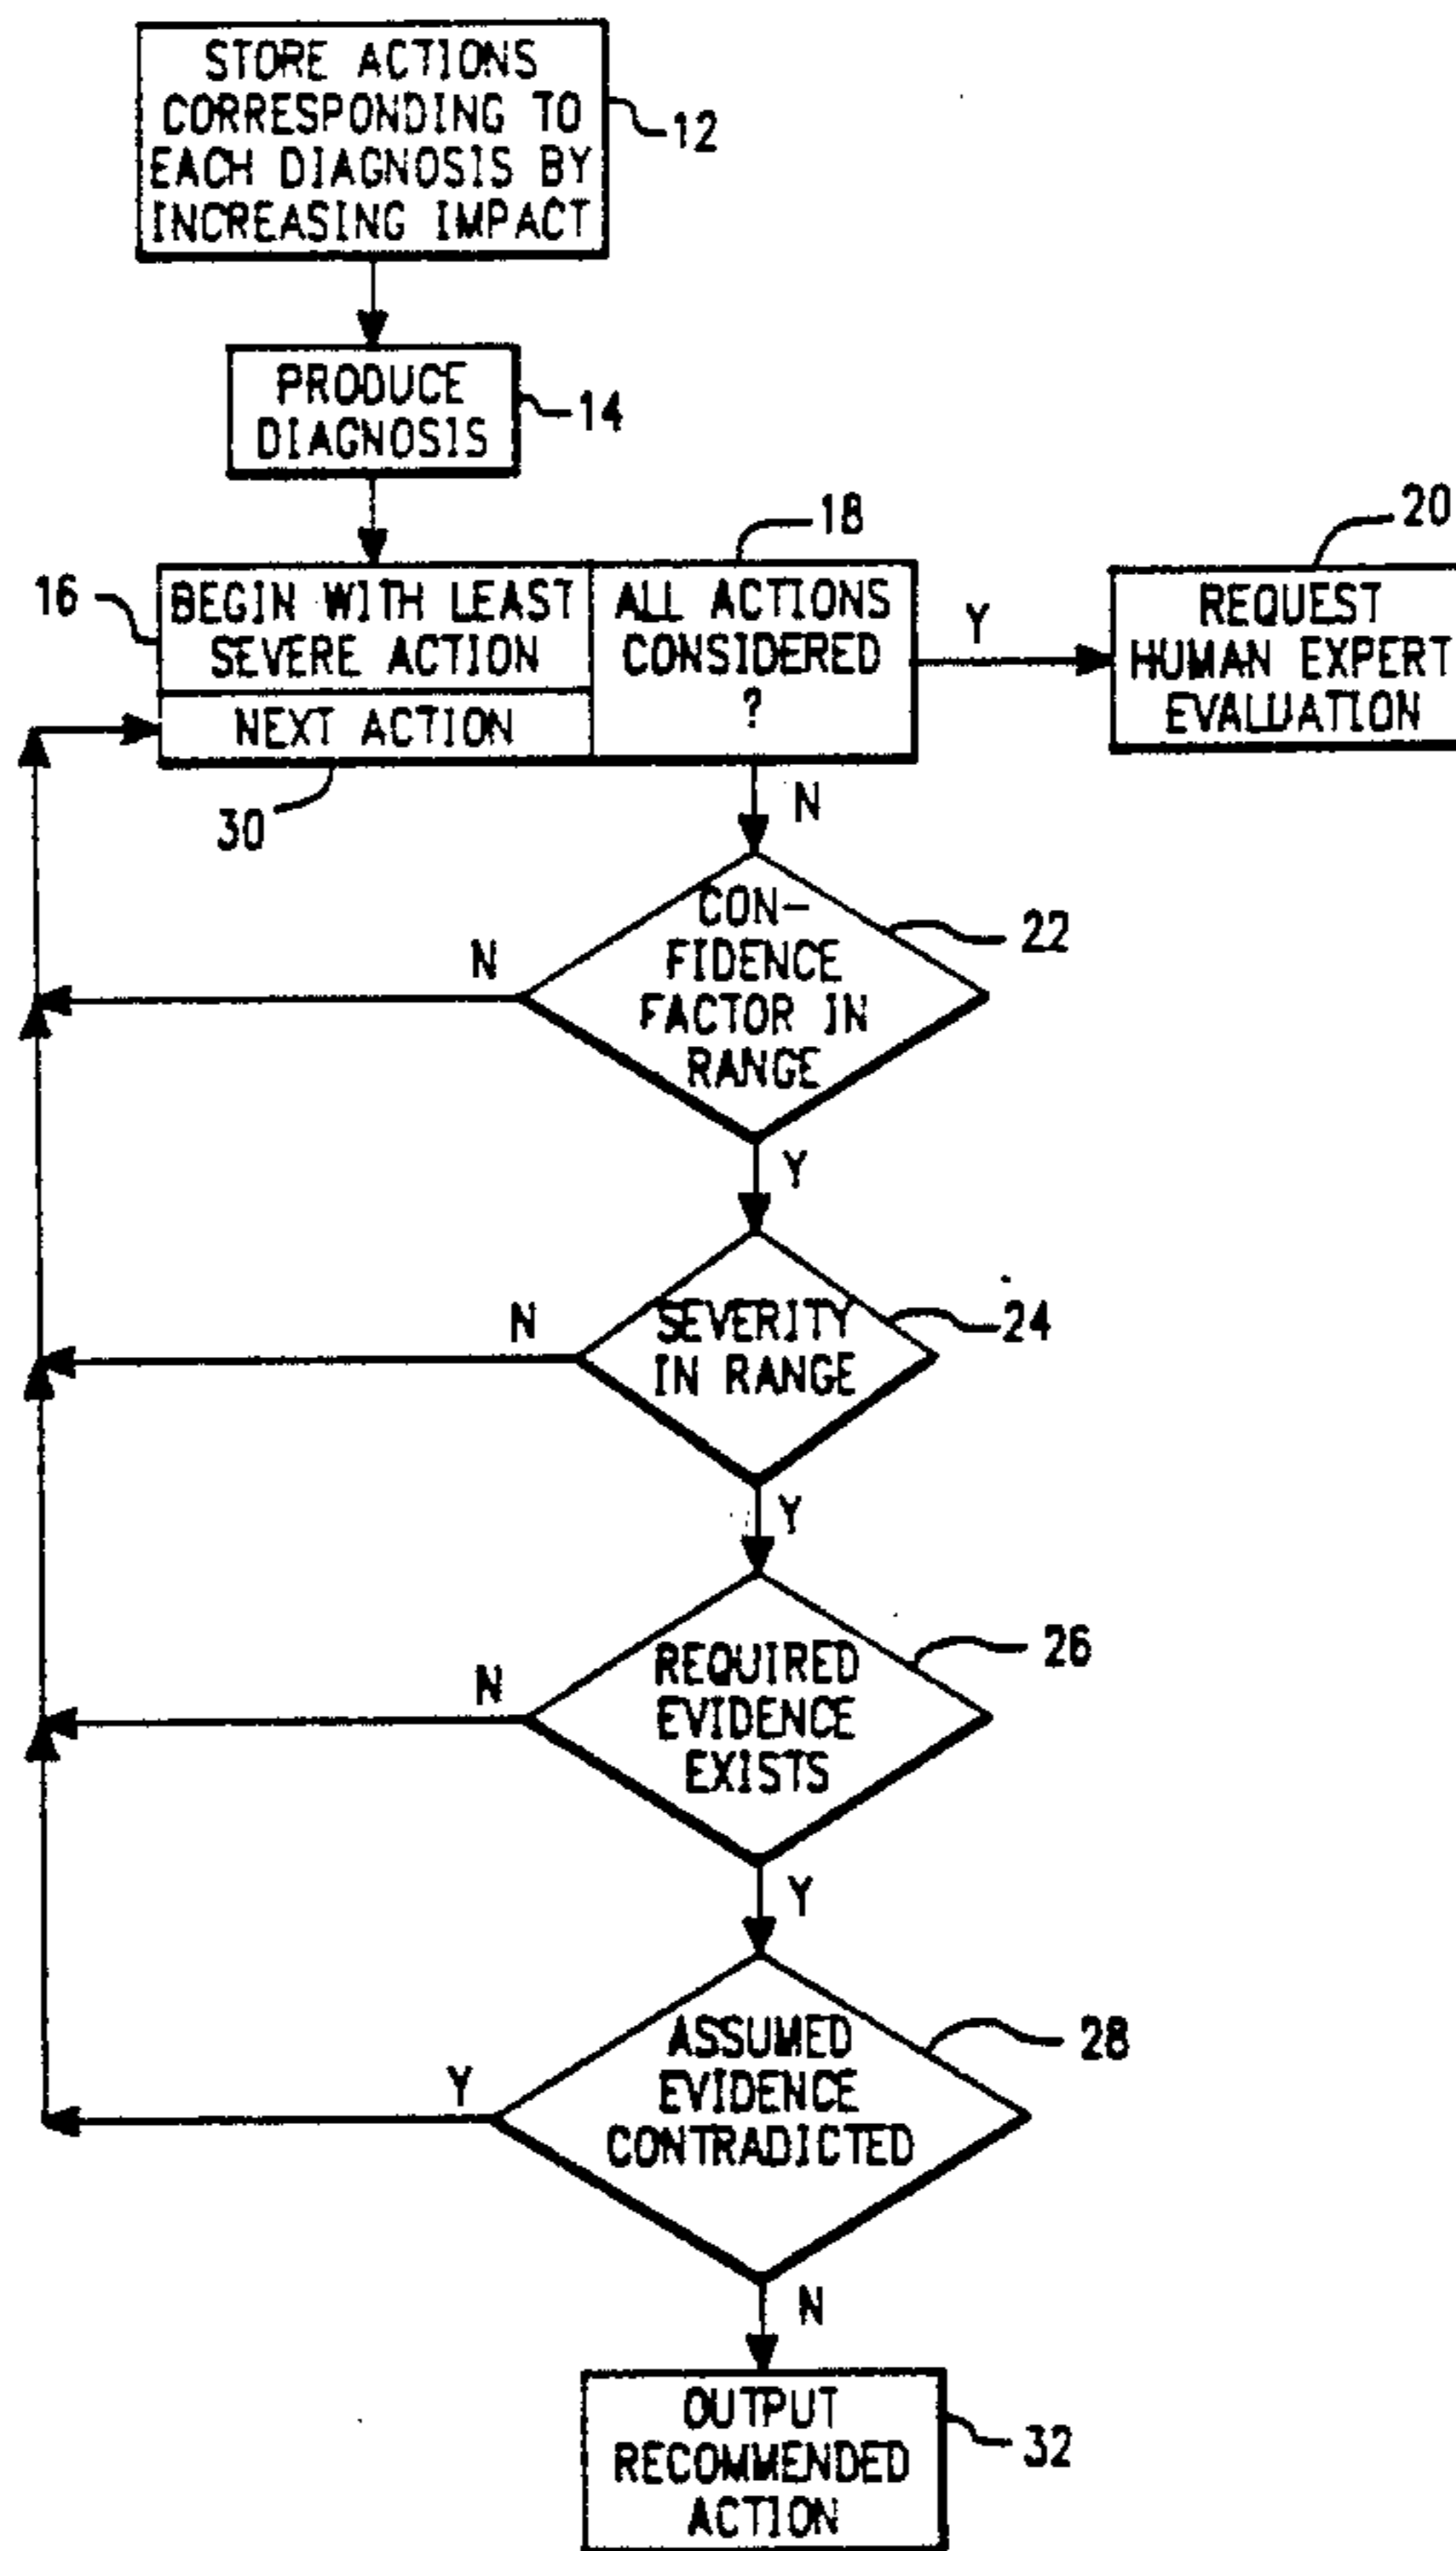 STORE ACTIONS
CORRESPONDING TO
EACH DIAGNOSIS BY
INCREASING IMPACT
12
PRODUCE
DIAGNOSIS
14
16
BEGIN WITH LEAST
SEVERE ACTION
NEXT ACTION
30
18
ALL ACTIONS
CONSIDERED
?
Y
20
REQUEST
HUMAN EXPERT
EVALUATION
N
CON-
FIDENCE
FACTOR IN
RANGE
22
N
Y
SEVERITY
IN RANGE
24
N
Y
REQUIRED
EVIDENCE
EXISTS
26
N
Y
ASSUMED
EVIDENCE
CONTRADICTED
28
Y
N
OUTPUT
RECOMMENDED
ACTION
32